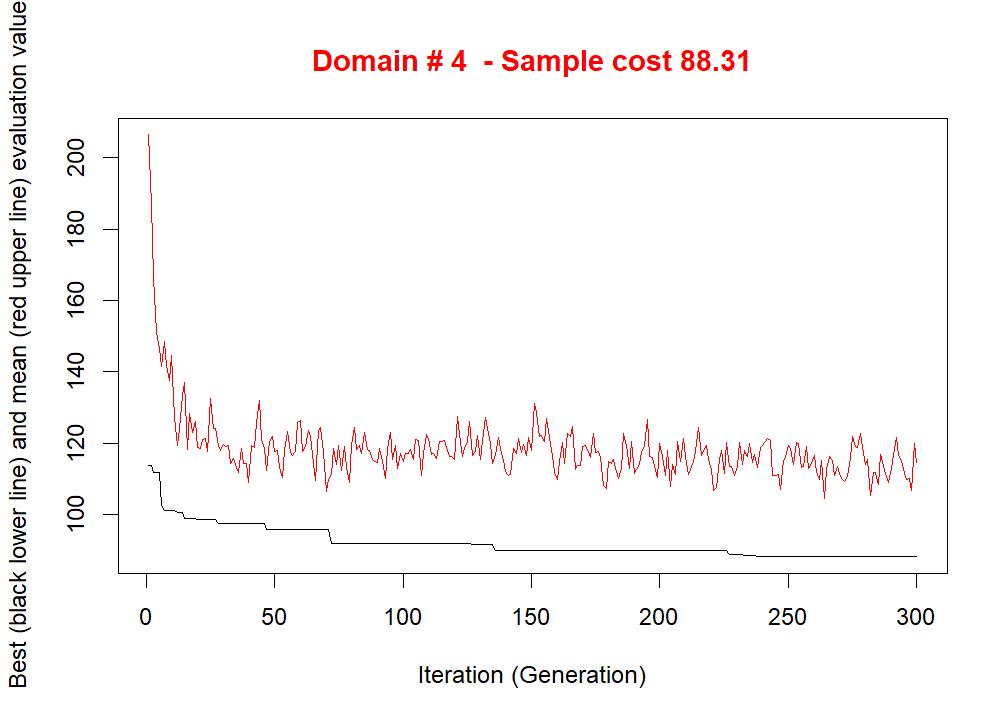 Domain # 4  - Sample cost 88.31
Best (black lower line) and mean (red upper line) evaluation value
200
180
160
140
120
100
0 50 100 150 200 250 300
Iteration (Generation)